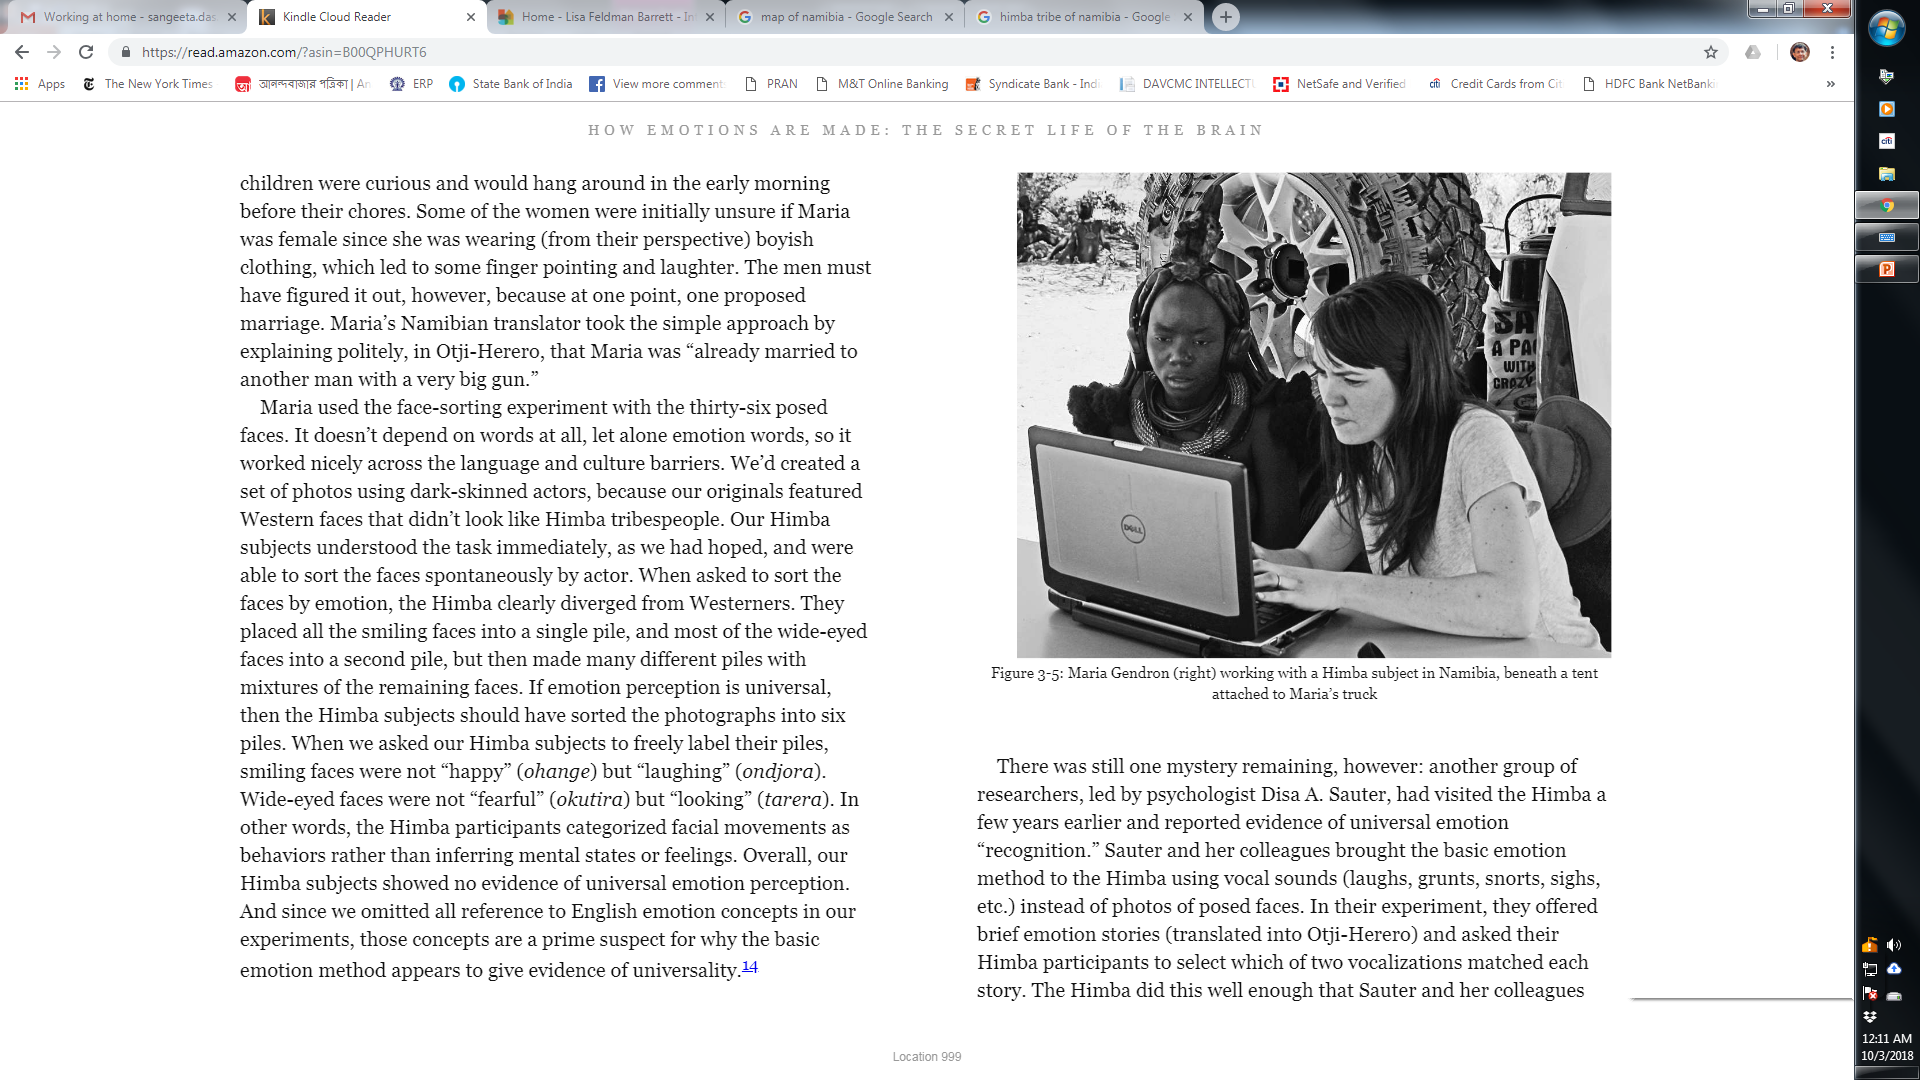 Working at home - sangeeta.das
Kindle Cloud Reader
Home - Lisa Feldman Barrett - In
map of namibia - Google Search
himba tribe of namibia - Google
https://read.amazon.com/?asin=B00QPHURT6
Apps
The New York Times
আনন্দবাজার পত্রিকা | An
ERP
State Bank of India
View more comment
PRAN
M&T Online Banking
Syndicate Bank - Ind
DAVCMC INTELLECT
NetSafe and Verified
citi
Credit Cards from Cit
HDFC Bank NetBanki
»
HOW EMOTIONS ARE MADE: THE SECRET LIFE OF THE BRAIN
children were curious and would hang around in the early morning
before their chores. Some of the women were initially unsure if Maria
was female since she was wearing (from their perspective) boyish
clothing, which led to some finger pointing and laughter. The men must
have figured it out, however, because at one point, one proposed
marriage. Maria’s Namibian translator took the simple approach by
explaining politely, in Otji-Herero, that Maria was “already married to
another man with a very big gun.”
Maria used the face-sorting experiment with the thirty-six posed
faces. It doesn’t depend on words at all, let alone emotion words, so it
worked nicely across the language and culture barriers. We’d created a
set of photos using dark-skinned actors, because our originals featured
Western faces that didn’t look like Himba tribespeople. Our Himba
subjects understood the task immediately, as we had hoped, and were
able to sort the faces spontaneously by actor. When asked to sort the
faces by emotion, the Himba clearly diverged from Westerners. They
placed all the smiling faces into a single pile, and most of the wide-eyed
faces into a second pile, but then made many different piles with
mixtures of the remaining faces. If emotion perception is universal,
then the Himba subjects should have sorted the photographs into six
piles. When we asked our Himba subjects to freely label their piles,
smiling faces were not “happy” (ohange) but “laughing” (ondjora).
Wide-eyed faces were not “fearful” (okutira) but “looking” (tarera). In
other words, the Himba participants categorized facial movements as
behaviors rather than inferring mental states or feelings. Overall, our
Himba subjects showed no evidence of universal emotion perception.
And since we omitted all reference to English emotion concepts in our
experiments, those concepts are a prime suspect for why the basic
emotion method appears to give evidence of universality.14
SA
A PA
WITH
CRAZY
DELL
Figure 3-5: Maria Gendron (right) working with a Himba subject in Namibia, beneath a tent
attached to Maria’s truck
There was still one mystery remaining, however: another group of
researchers, led by psychologist Disa A. Sauter, had visited the Himba a
few years earlier and reported evidence of universal emotion
“recognition.” Sauter and her colleagues brought the basic emotion
method to the Himba using vocal sounds (laughs, grunts, snorts, sighs,
etc.) instead of photos of posed faces. In their experiment, they offered
brief emotion stories (translated into Otji-Herero) and asked their
Himba participants to select which of two vocalizations matched each
story. The Himba did this well enough that Sauter and her colleagues
Location 999
citi
12:11 AM
10/3/2018